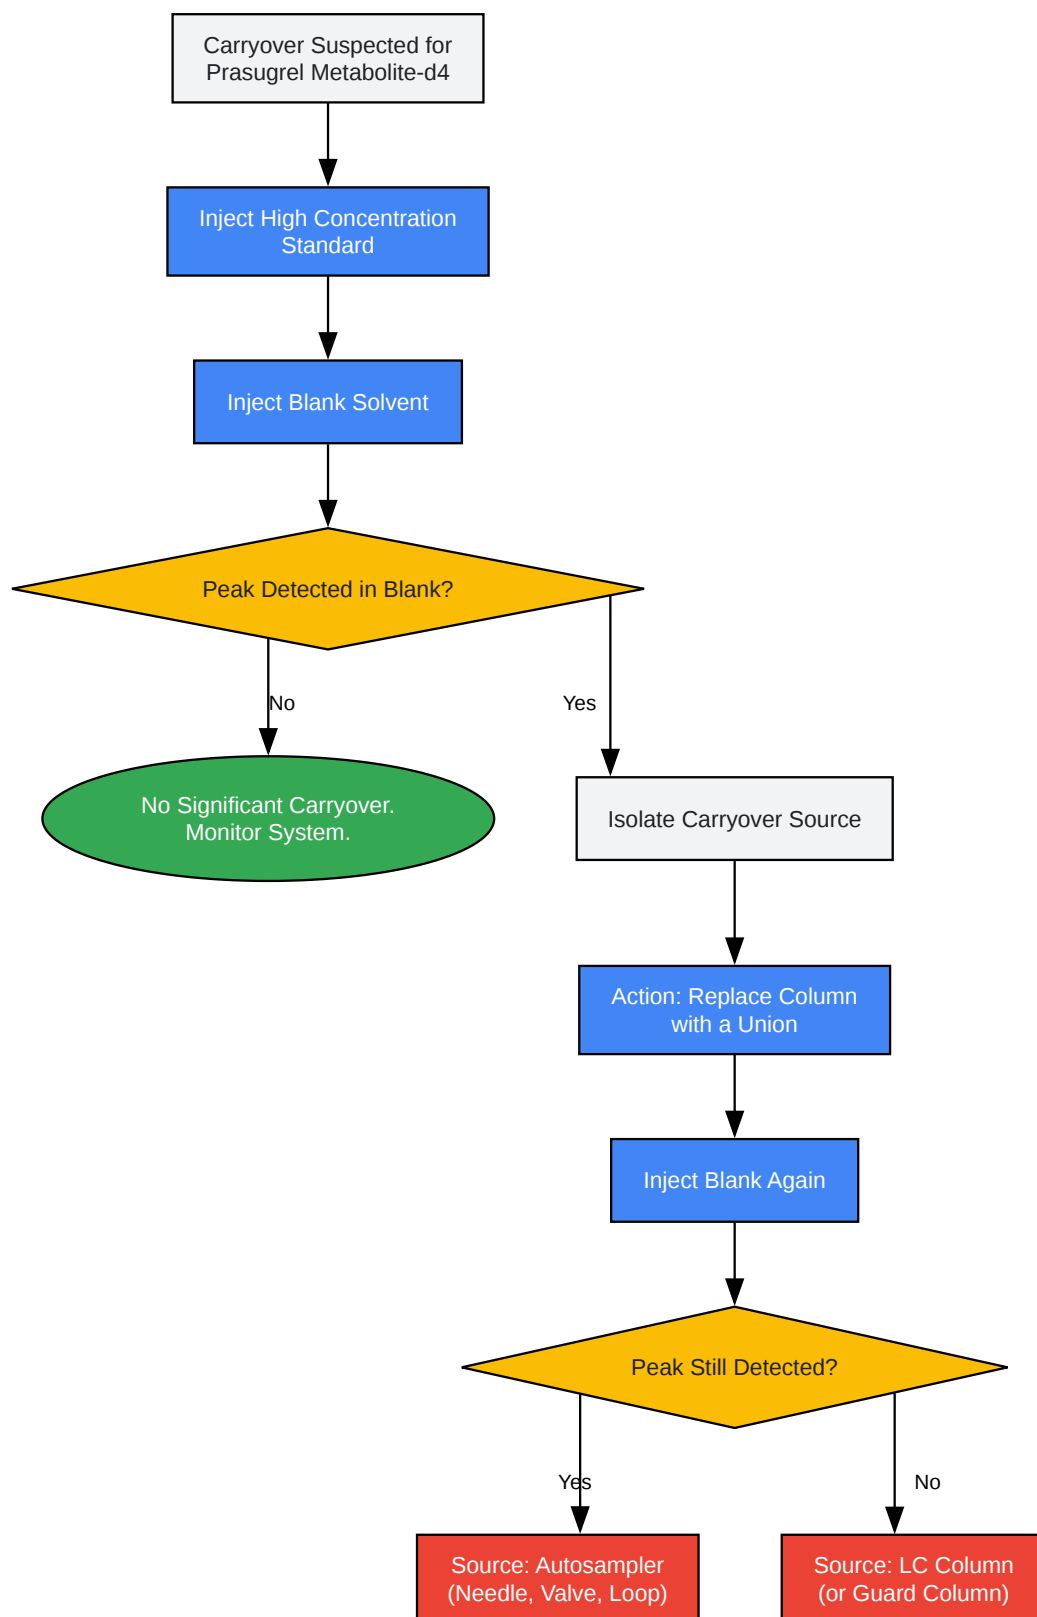 Carryover Suspected for
Prasugrel Metabolite-d4
Inject High Concentration
Standard
Inject Blank Solvent
Peak Detected in Blank?
No
Yes
No Significant Carryover.
Monitor System.
Isolate Carryover Source
Action: Replace Column
with a Union
Inject Blank Again
Peak Still Detected?
Yes
No
Source: Autosampler
(Needle, Valve, Loop)
Source: LC Column
(or Guard Column)